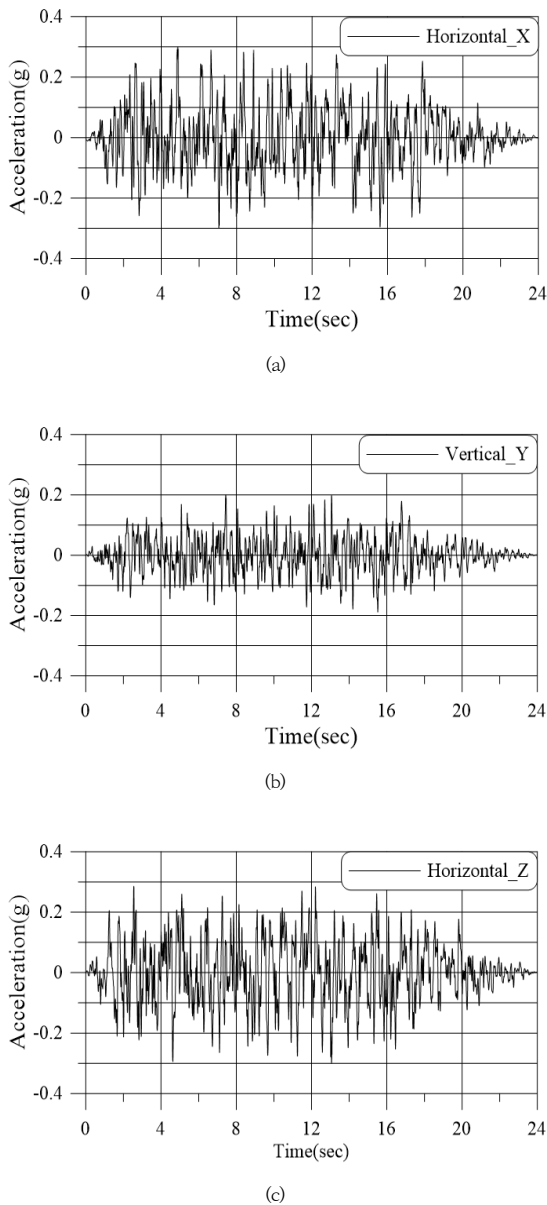 Horizontal_X
0.4
0.2
0
-0.2
-0.4
Acceleration(g)
0 4 8 12 16 20 24
Time(sec)
(a)
Vertical_Y
0.4
0.2
0
-0.2
-0.4
Acceleration(g)
0 4 8 12 16 20 24
Time(sec)
(b)
Horizontal_Z
0.4
0.2
0
-0.2
-0.4
Acceleration(g)
0 4 8 12 16 20 24
Time(sec)
(c)